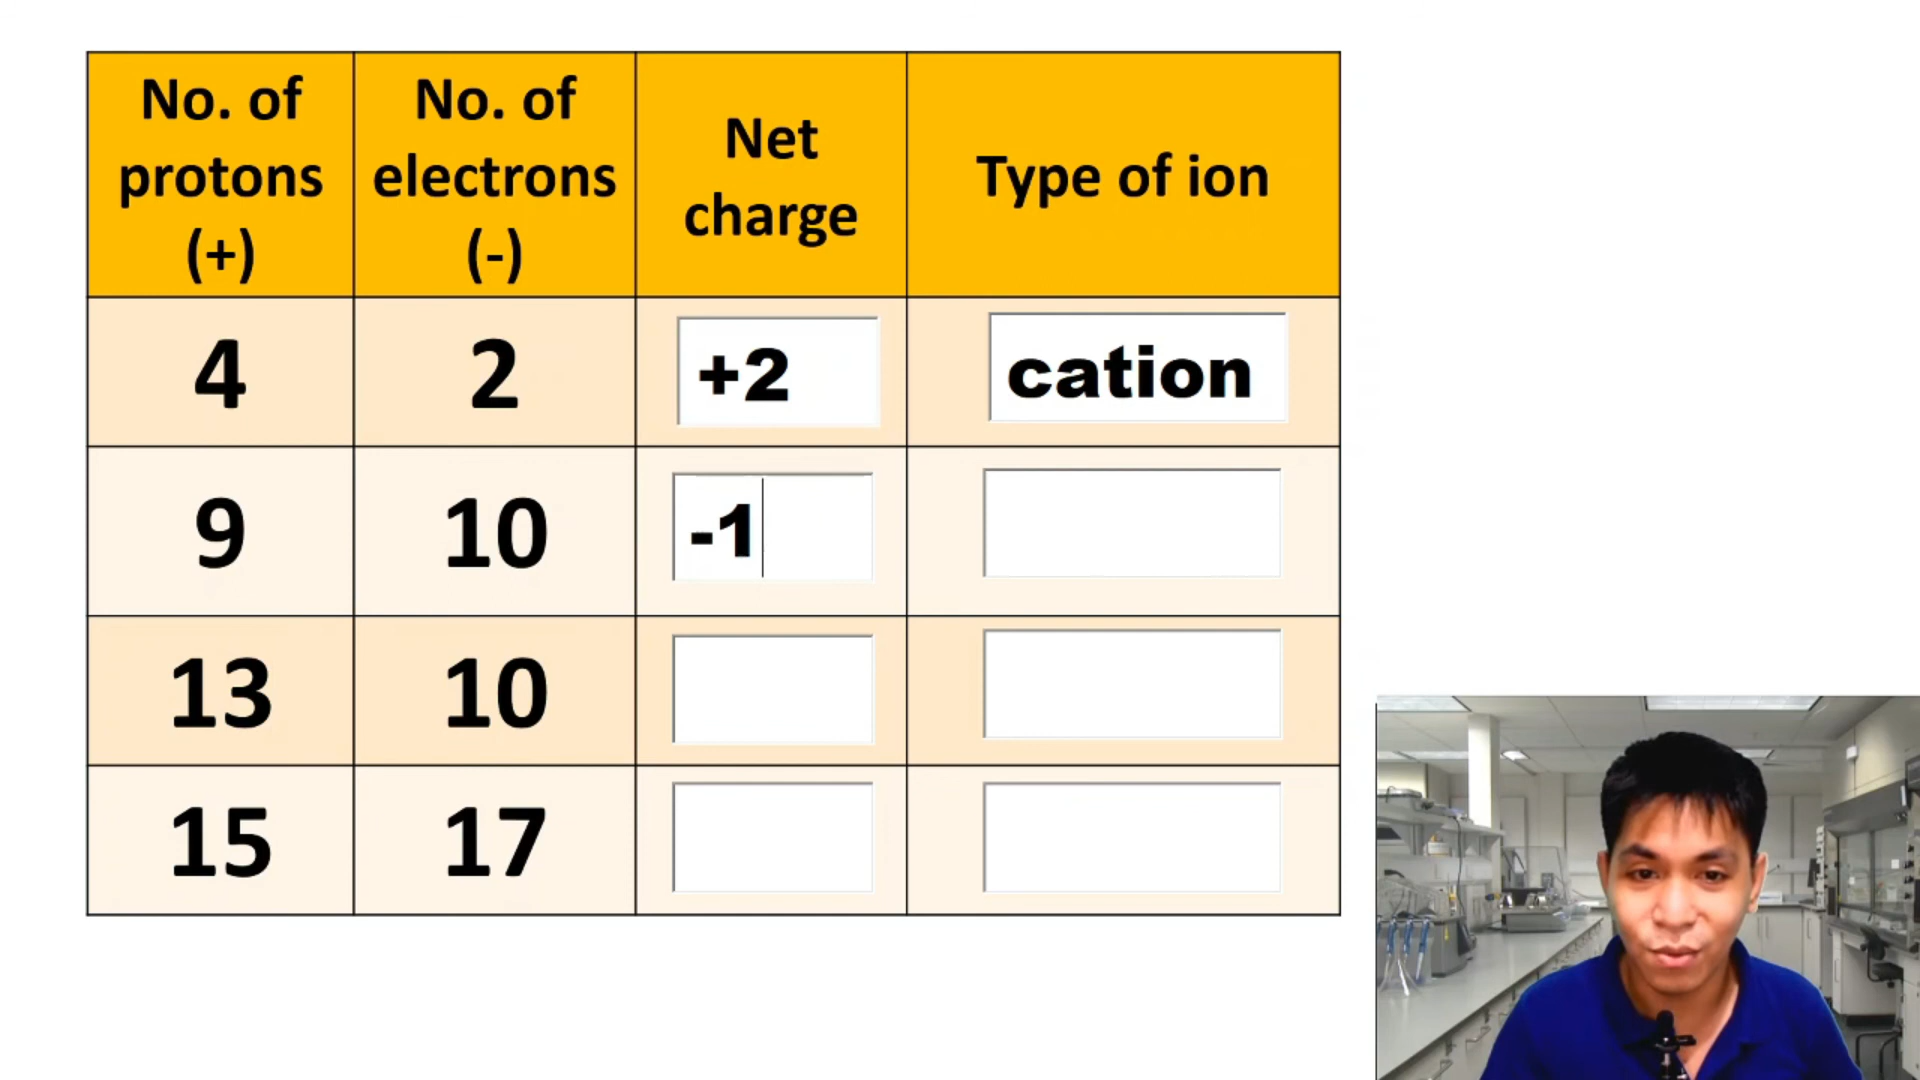 No. of
protons
(+)
No. of
electrons
(-)
Net
charge
Type of ion
4
2
+2
cation
9
10
-1
13
10
15
17